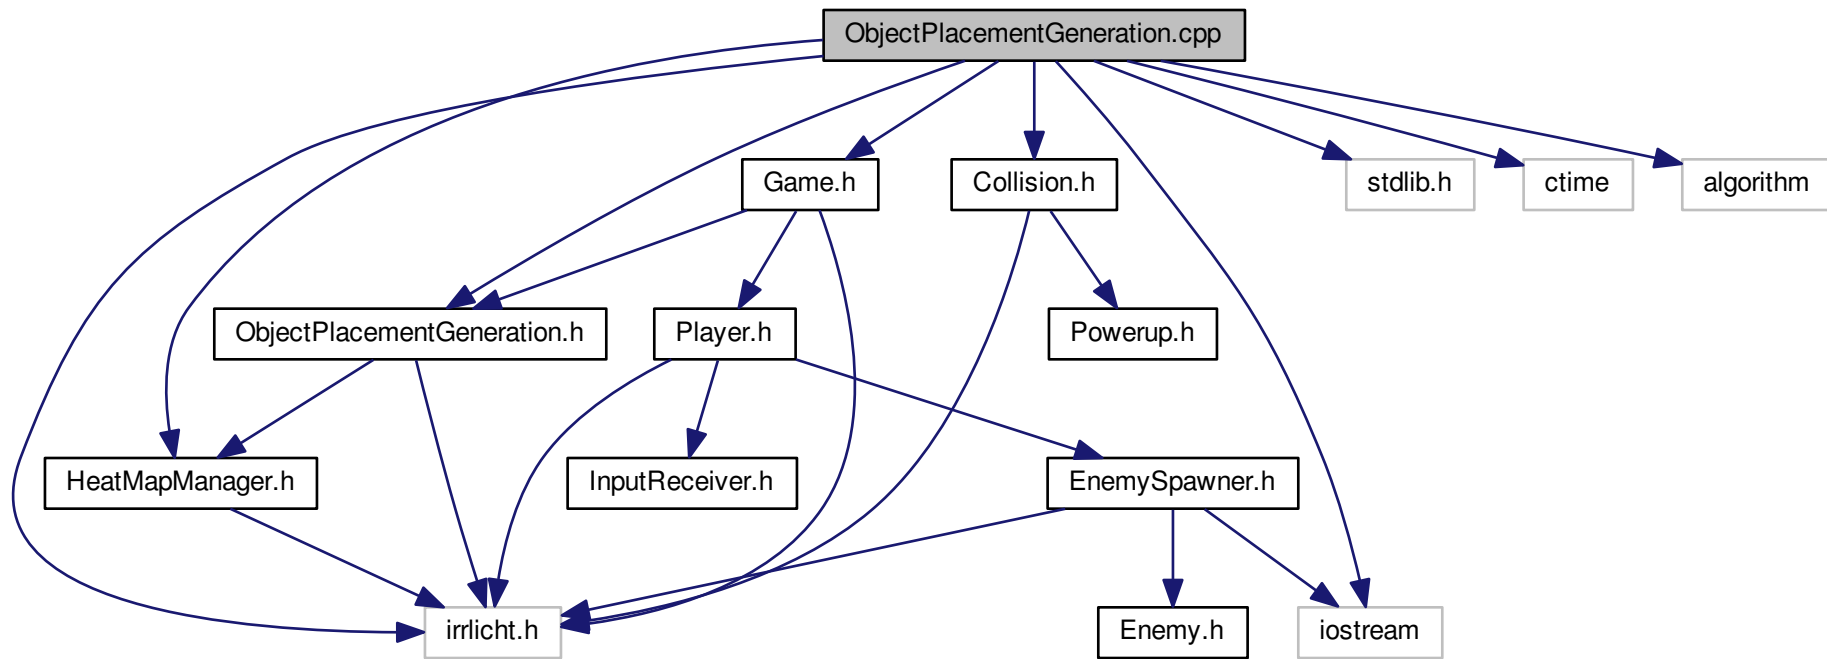 ObjectPlacementGeneration.cpp
Game.h
Collision.h
stdlib.h
ctime
algorithm
ObjectPlacementGeneration.h
Player.h
Powerup.h
HeatMapManager.h
InputReceiver.h
EnemySpawner.h
irrlicht.h
Enemy.h
iostream